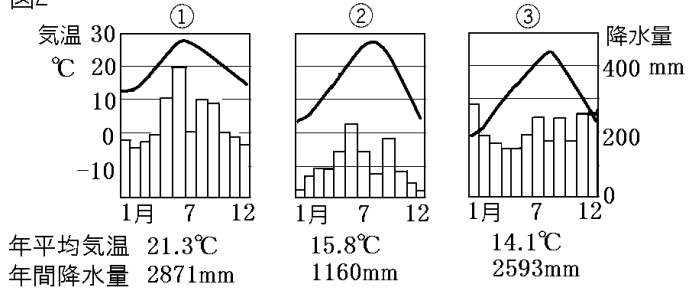 図2
① ② ③
気温 30 降水量
℃ 20 400 mm
10
0 200
-10
0
1月 7 12 1月 7 12 1月 7 12
年平均気温 21.3℃ 15.8℃ 14.1℃
年間降水量 2871mm 1160mm 2593mm